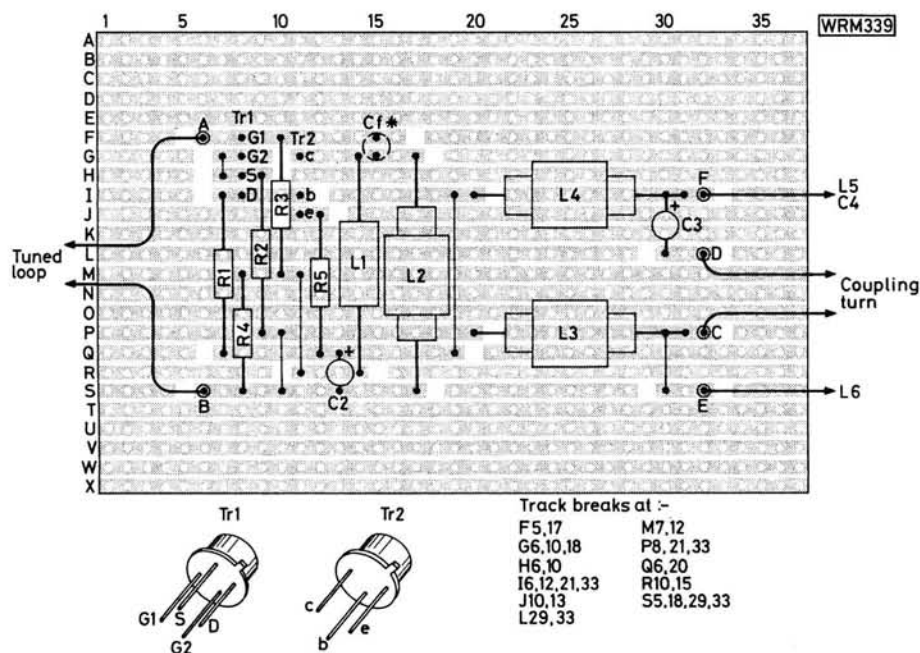 1 5 10 15 20 25 30 35
WRM339
A
B
C
D
E
F
G
H
I
J
K
L
M
N
O
P
Q
R
S
T
U
V
W
X
A
Tr1
G1
G2
S
D
Tr2
c
b
e
Cf*
R3
R2
R1
R4
R5
L1
L2
L4
L3
+
C3
+
C2
F
D
C
E
B
Tuned
loop
L5
C4
Coupling
turn
L6
Tr1
G1
S
G2
D
Tr2
c
b
e
Track breaks at :-
F5,17 M7,12
G6,10,18 P8,21,33
H6,10 Q6,20
I6,12,21,33 R10,15
J10,13 S5,18,29,33
L29,33